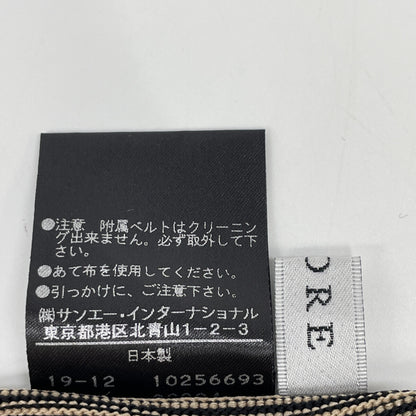 ●注意 附属ベルトはクリーニン
グ出来ません。必ず取外して下
さい。
●あて布を使用してください。
●引っかけに、ご注意下さい。
㈱サンエー・インターナショナル
東京都港区北青山1-2-3
日本製
19-12 10256693
ORE